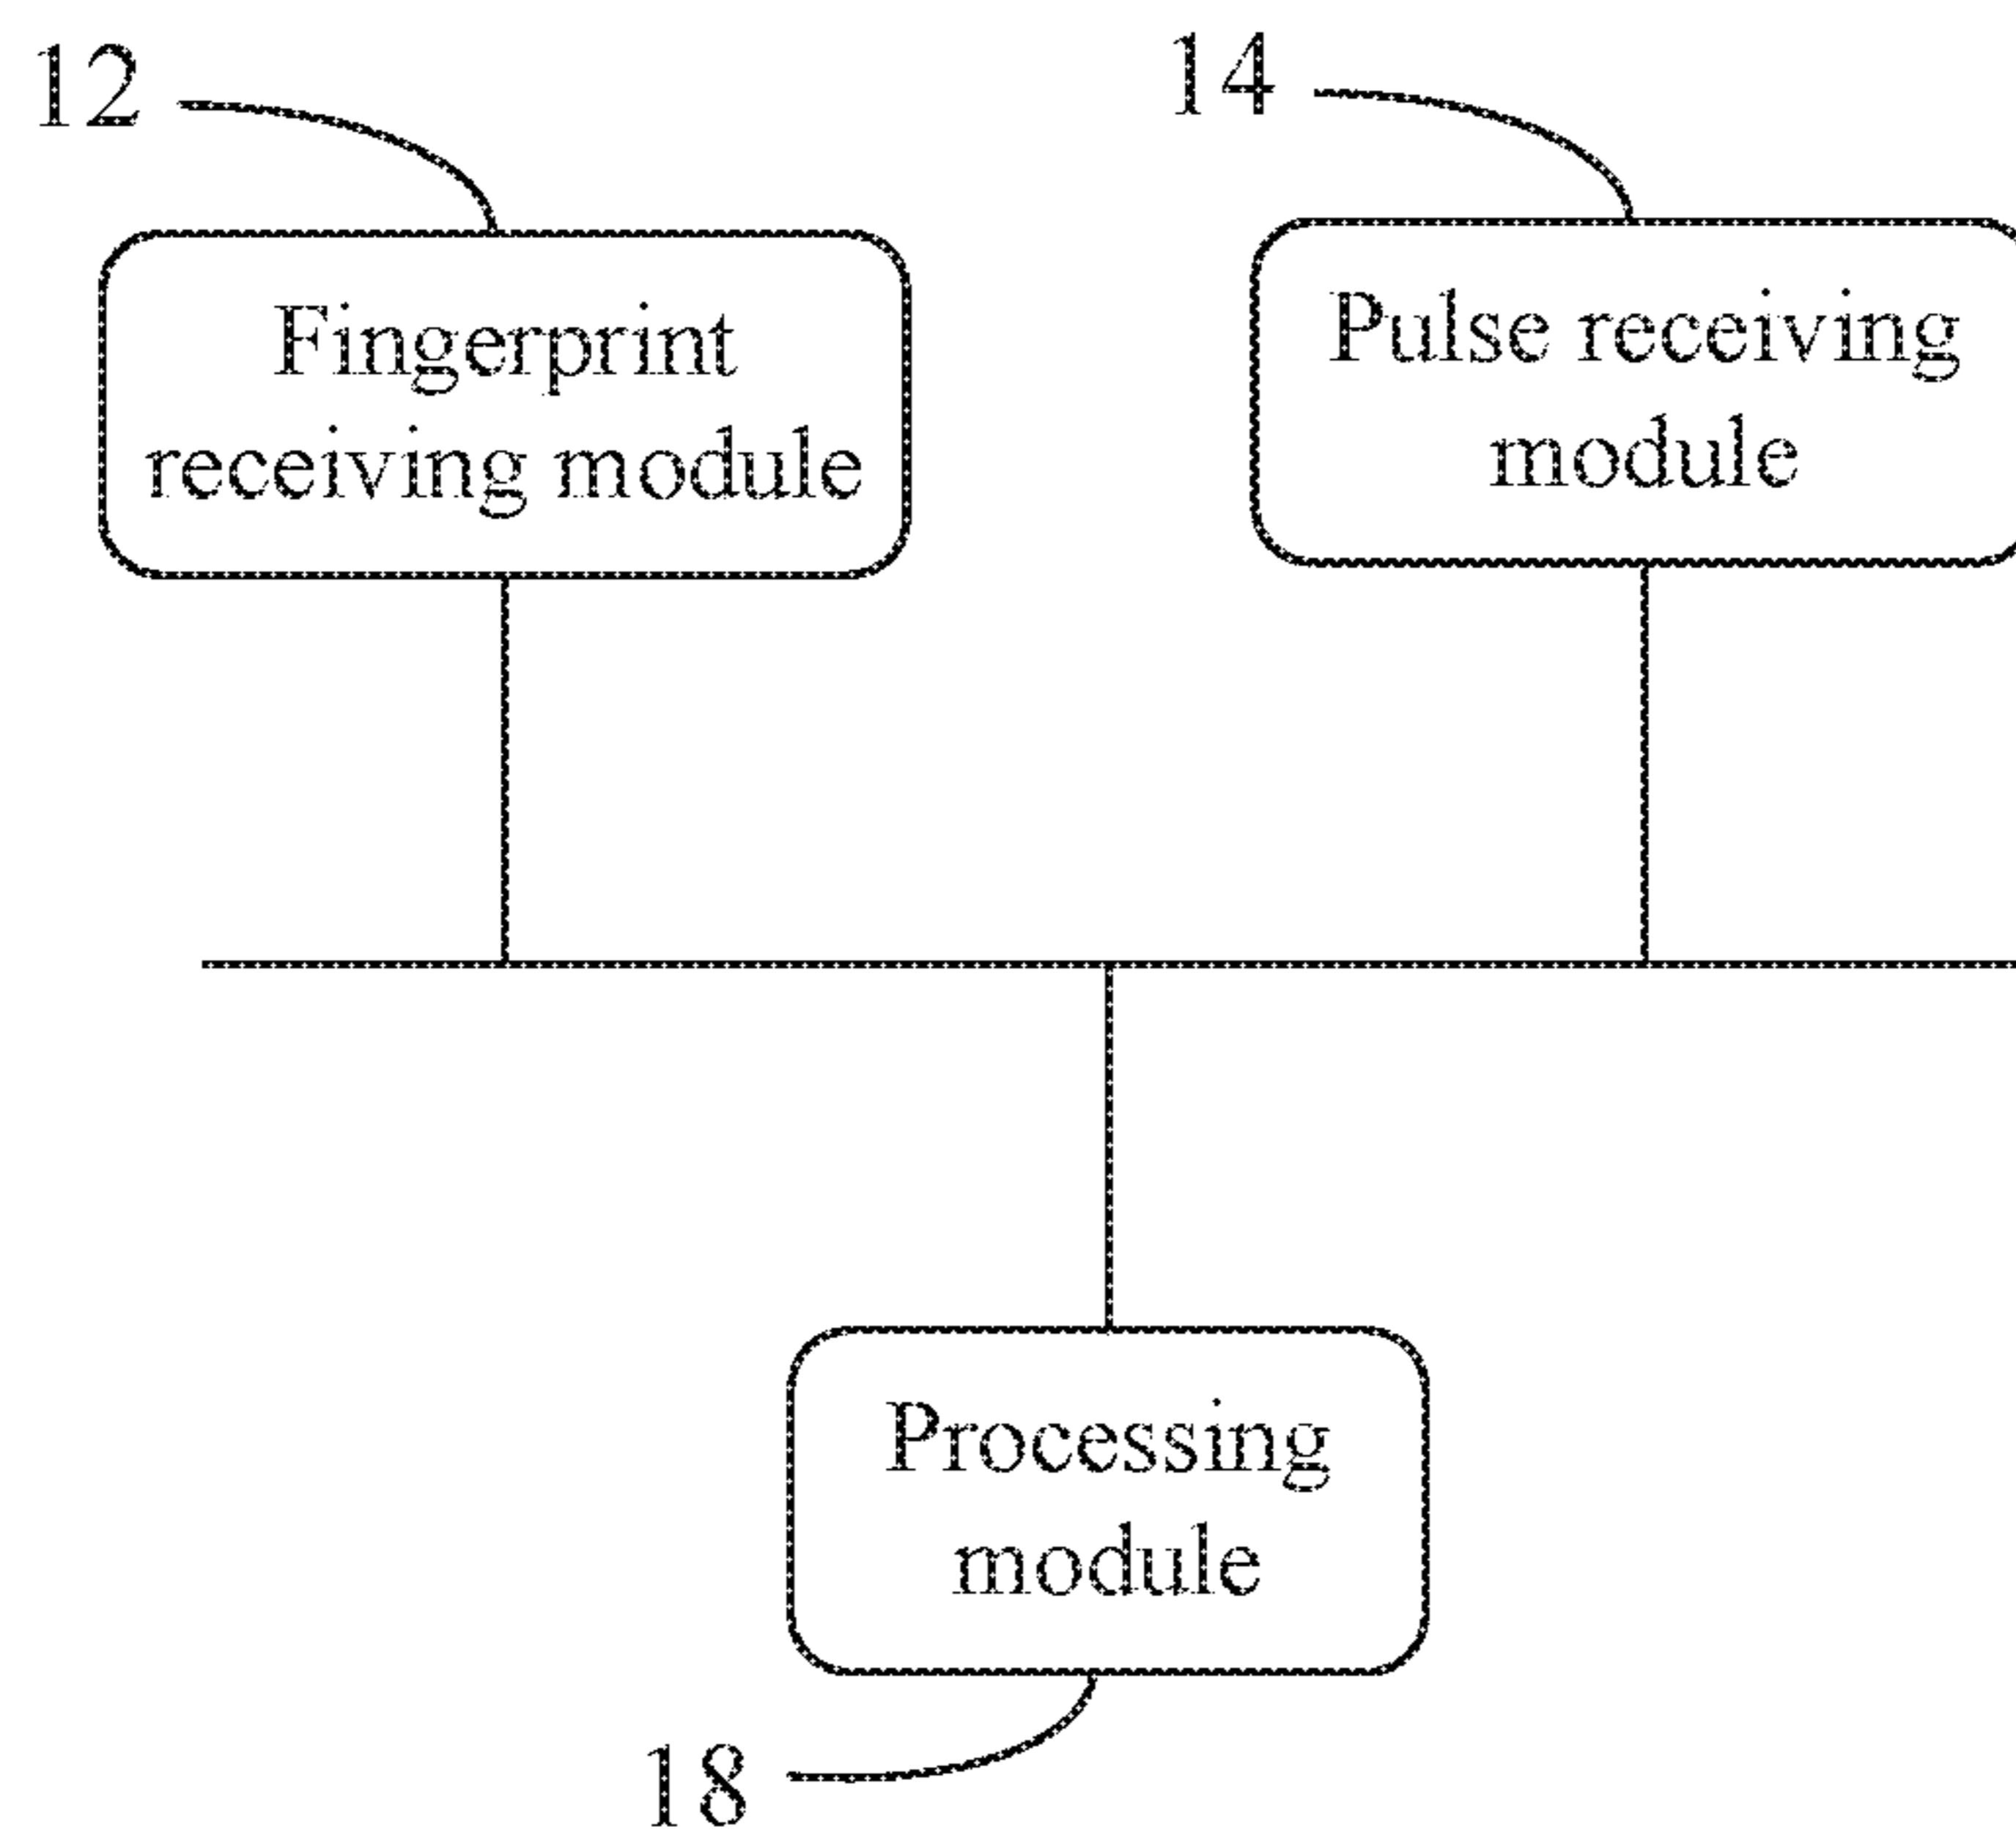 12
14
Fingerprint
receiving module
Pulse receiving
module
Processing
module
18